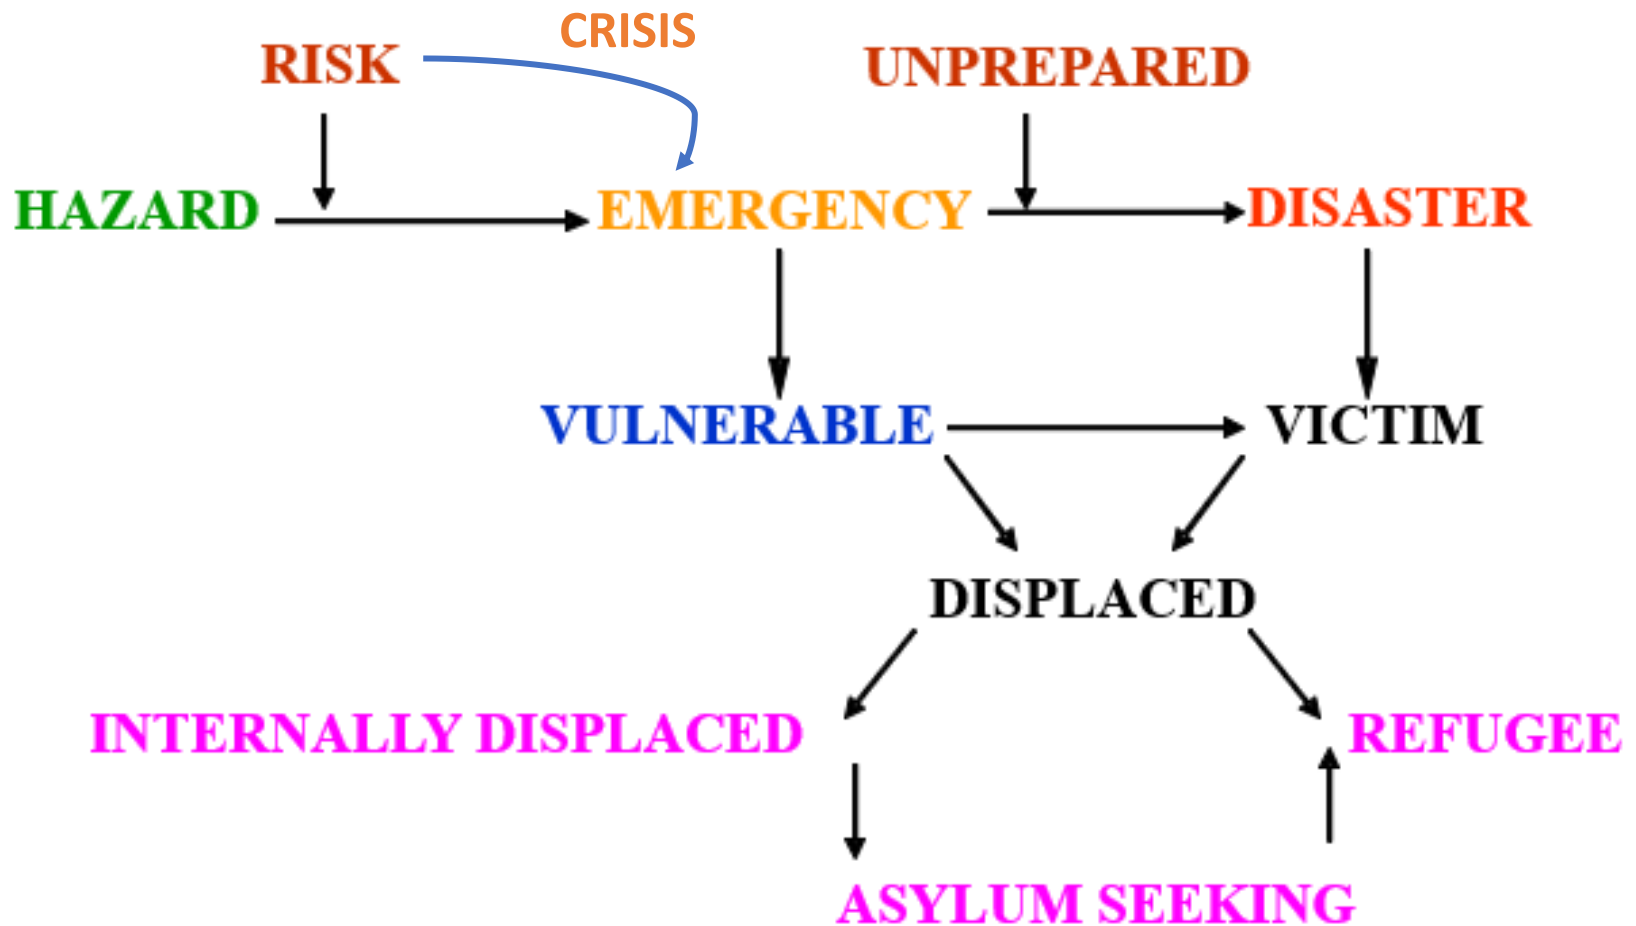 CRISIS
RISK
UNPREPARED
HAZARD
EMERGENCY
DISASTER
VULNERABLE
VICTIM
DISPLACED
INTERNALLY DISPLACED
REFUGEE
ASYLUM SEEKING